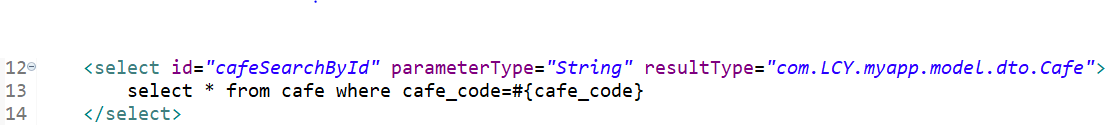 12 <select id="cafeSearchById" parameterType="String" resultType="com.LCY.myapp.model.dto.Cafe">
13 select * from cafe where cafe_code=#{cafe_code}
14 </select>